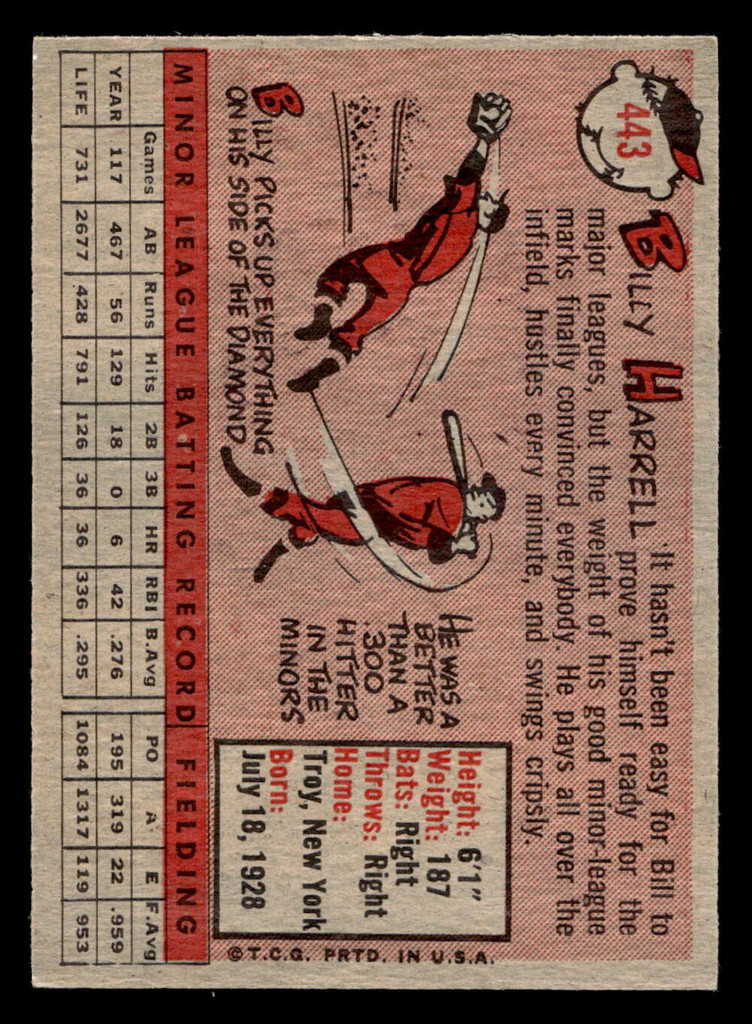 443
BILLY HARRELL
It hasn't been easy for Bill to
prove himself ready for the
major leagues, but the weight of his good minor-league
marks finally convinced everybody. He plays all over the
infield, hustles every minute, and swings cripsly.
BILLY PICKS UP EVERYTHING
ON HIS SIDE OF THE DIAMOND
HE WAS A
BETTER
THAN A
.300
HITTER
IN THE
MINORS
Height: 6'1"
Weight: 187
Bats: Right
Throws: Right
Home:
Troy, New York
Born:
July 18, 1928
©T.C.G. PRTD. IN U.S.A.
MINOR LEAGUE BATTING RECORD FIELDING
Games AB Runs Hits 2B 3B HR RBI B.Avg PO A E F.Avg
YEAR 117 467 56 129 18 0 6 42 .276 195 319 22 .959
LIFE 731 2677 428 791 126 36 36 336 .295 1084 1317 119 953